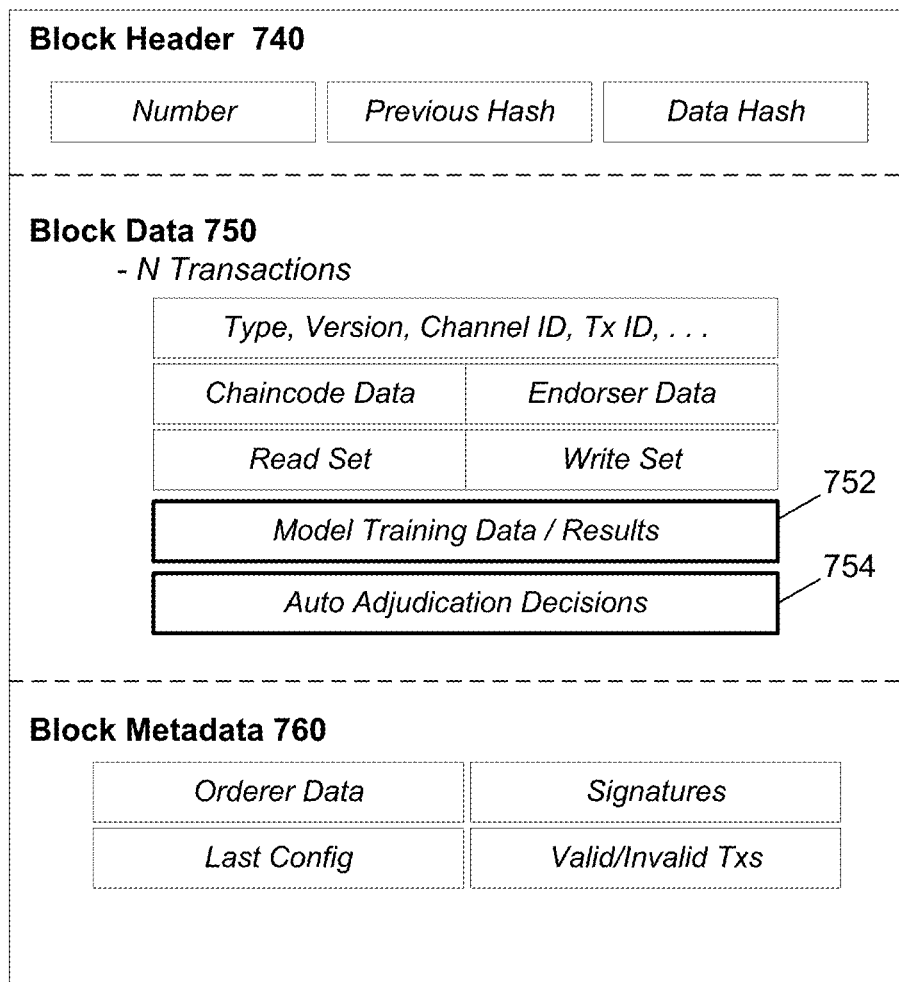 Block Header 740
Number Previous Hash Data Hash
Block Data 750
- N Transactions
Type, Version, Channel ID, Tx ID, . . .
Chaincode Data Endorser Data
Read Set Write Set
752
Model Training Data / Results
754
Auto Adjudication Decisions
Block Metadata 760
Orderer Data Signatures
Last Config Valid/Invalid Txs